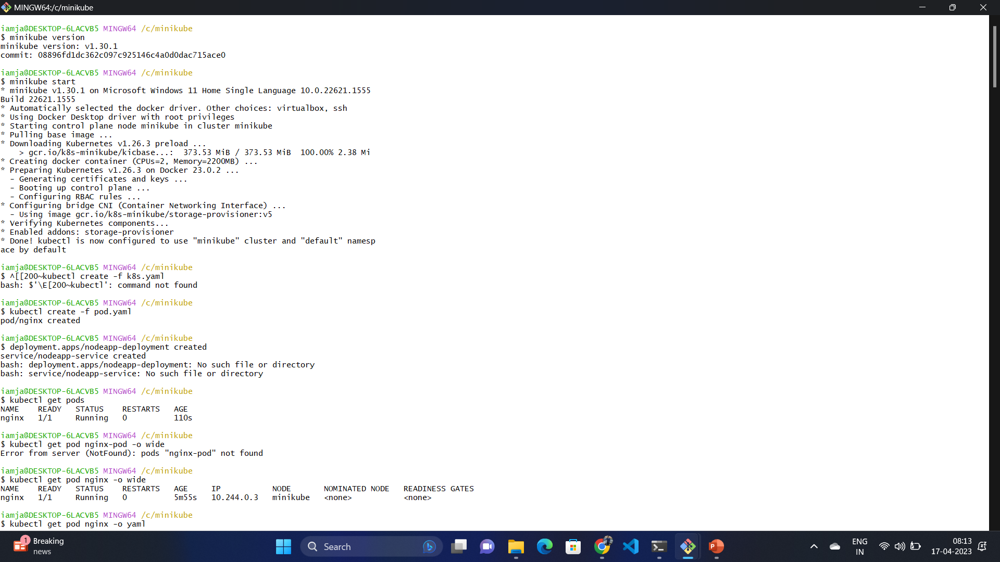 MINGW64:/c/minikube
iamja@DESKTOP-6LACVB5 MINGW64 /c/minikube
$ minikube version
minikube version: v1.30.1
commit: 08896fd1dc362c097c925146c4a0d0dac715ace0
iamja@DESKTOP-6LACVB5 MINGW64 /c/minikube
$ minikube start
* minikube v1.30.1 on Microsoft Windows 11 Home Single Language 10.0.22621.1555
Build 22621.1555
* Automatically selected the docker driver. Other choices: virtualbox, ssh
* Using Docker Desktop driver with root privileges
* Starting control plane node minikube in cluster minikube
* Pulling base image ...
* Downloading Kubernetes v1.26.3 preload ...
    > gcr.io/k8s-minikube/kicbase...:  373.53 MiB / 373.53 MiB  100.00% 2.38 Mi
* Creating docker container (CPUs=2, Memory=2200MB) ...
* Preparing Kubernetes v1.26.3 on Docker 23.0.2 ...
  - Generating certificates and keys ...
  - Booting up control plane ...
  - Configuring RBAC rules ...
* Configuring bridge CNI (Container Networking Interface) ...
  - Using image gcr.io/k8s-minikube/storage-provisioner:v5
* Verifying Kubernetes components...
* Enabled addons: storage-provisioner
* Done! kubectl is now configured to use "minikube" cluster and "default" namesp
ace by default
iamja@DESKTOP-6LACVB5 MINGW64 /c/minikube
$ ^[[200~kubectl create -f k8s.yaml
bash: $'\E[200~kubectl': command not found
iamja@DESKTOP-6LACVB5 MINGW64 /c/minikube
$ kubectl create -f pod.yaml
pod/nginx created
iamja@DESKTOP-6LACVB5 MINGW64 /c/minikube
$ deployment.apps/nodeapp-deployment created
service/nodeapp-service created
bash: deployment.apps/nodeapp-deployment: No such file or directory
bash: service/nodeapp-service: No such file or directory
iamja@DESKTOP-6LACVB5 MINGW64 /c/minikube
$ kubectl get pods
NAME    READY   STATUS    RESTARTS   AGE
nginx   1/1     Running   0          110s
iamja@DESKTOP-6LACVB5 MINGW64 /c/minikube
$ kubectl get pod nginx-pod -o wide
Error from server (NotFound): pods "nginx-pod" not found
iamja@DESKTOP-6LACVB5 MINGW64 /c/minikube
$ kubectl get pod nginx -o wide
NAME    READY   STATUS    RESTARTS   AGE     IP           NODE       NOMINATED NODE   READINESS GATES
nginx   1/1     Running   0          5m55s   10.244.0.3   minikube   <none>           <none>
iamja@DESKTOP-6LACVB5 MINGW64 /c/minikube
$ kubectl get pod nginx -o yaml
1
Breaking
news
Search
P
ENG
IN
08:13
17-04-2023